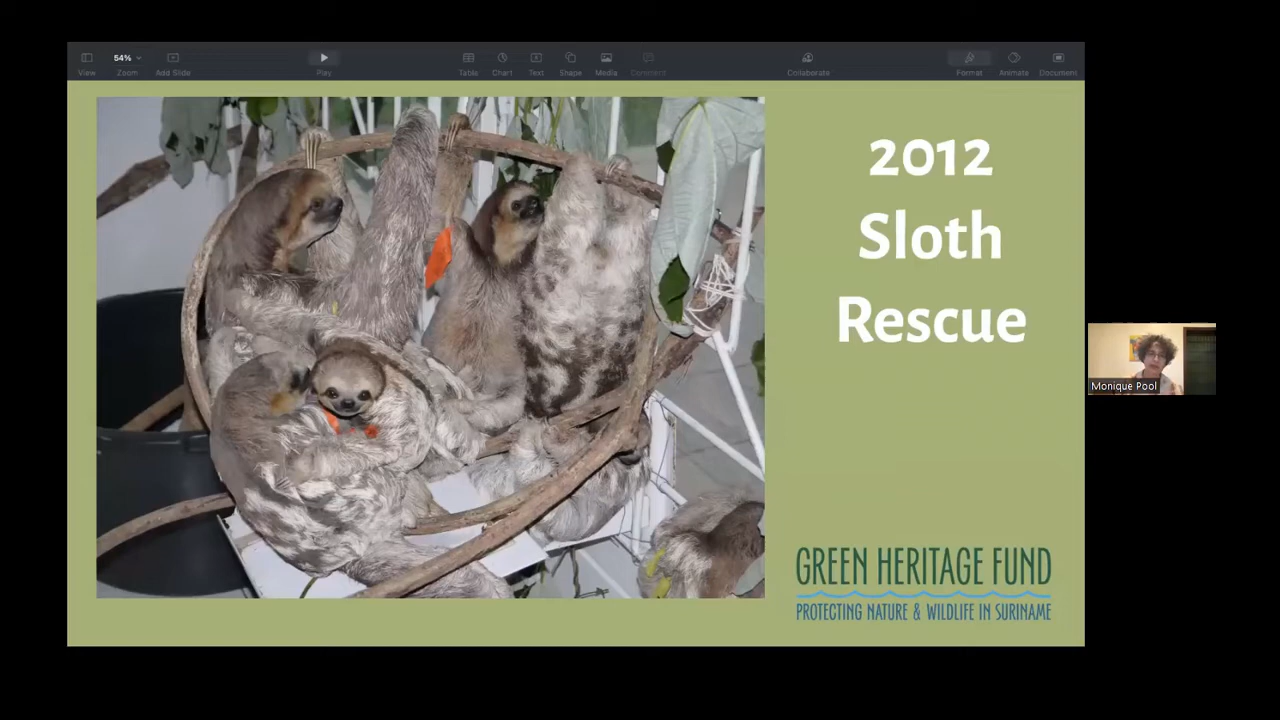 54%
View
Zoom
Add Slide
Play
Table
Chart
Text
Shape
Media
Comment
Collaborate
Format
Animate
Document
2012
Sloth
Rescue
GREEN HERITAGE FUND
PROTECTING NATURE & WILDLIFE IN SURINAME
Monique Pool